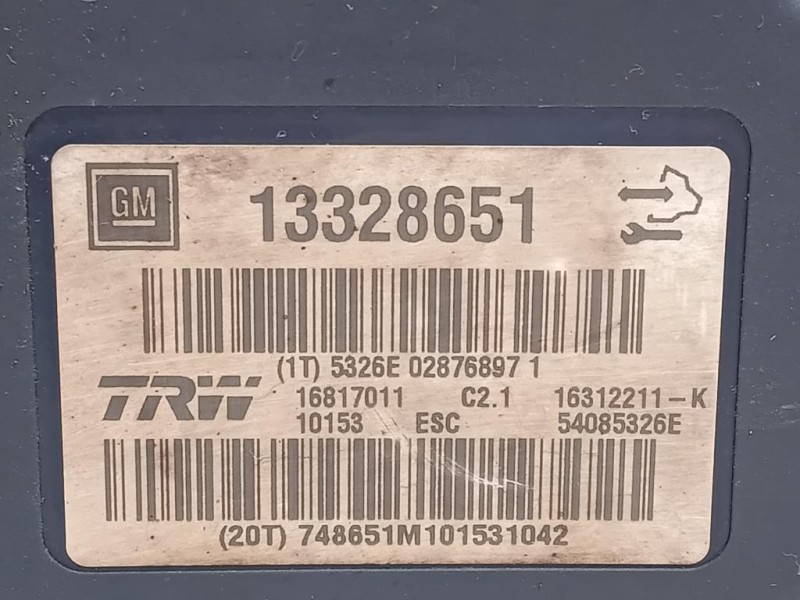 GM 13328651
(1T) 5326E 02876897 1
TRW 16817011 C2.1 16312211-K
10153 ESC 54085326E
(20T) 748651M101531042